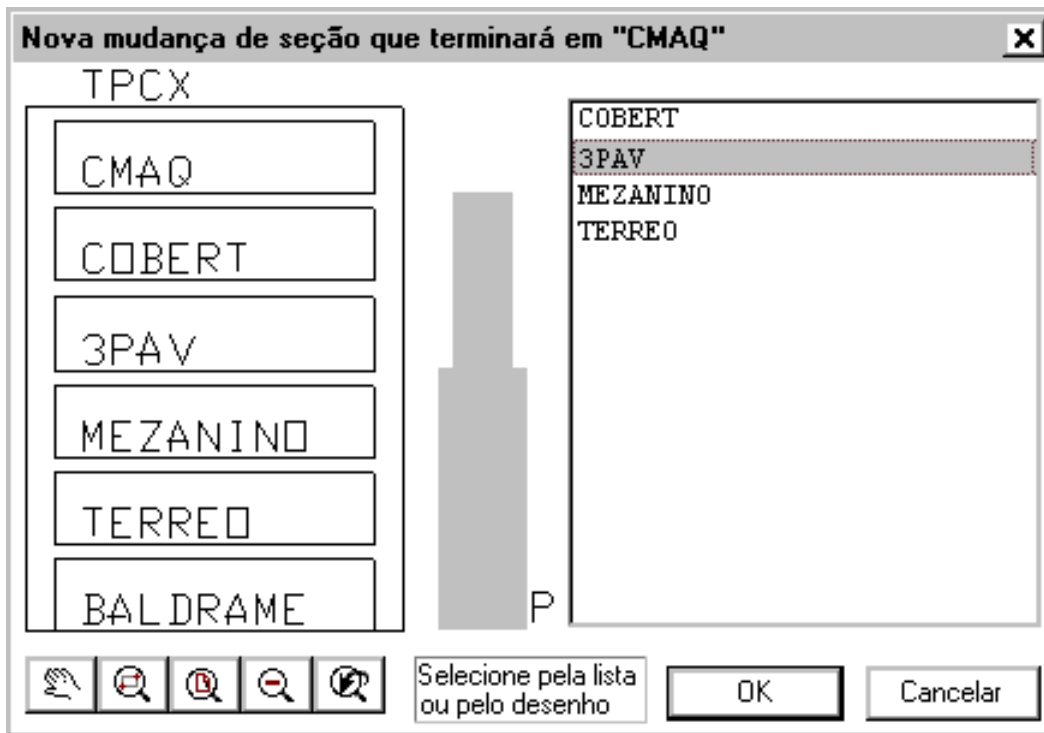 Nova mudança de seção que terminará em "CMAQ"
TPCX
CMAQ
COBERT
3PAV
MEZANINO
TERREO
BALDRAME
P
COBERT
3PAV
MEZANINO
TERREO
Selecione pela lista
ou pelo desenho
OK
Cancelar